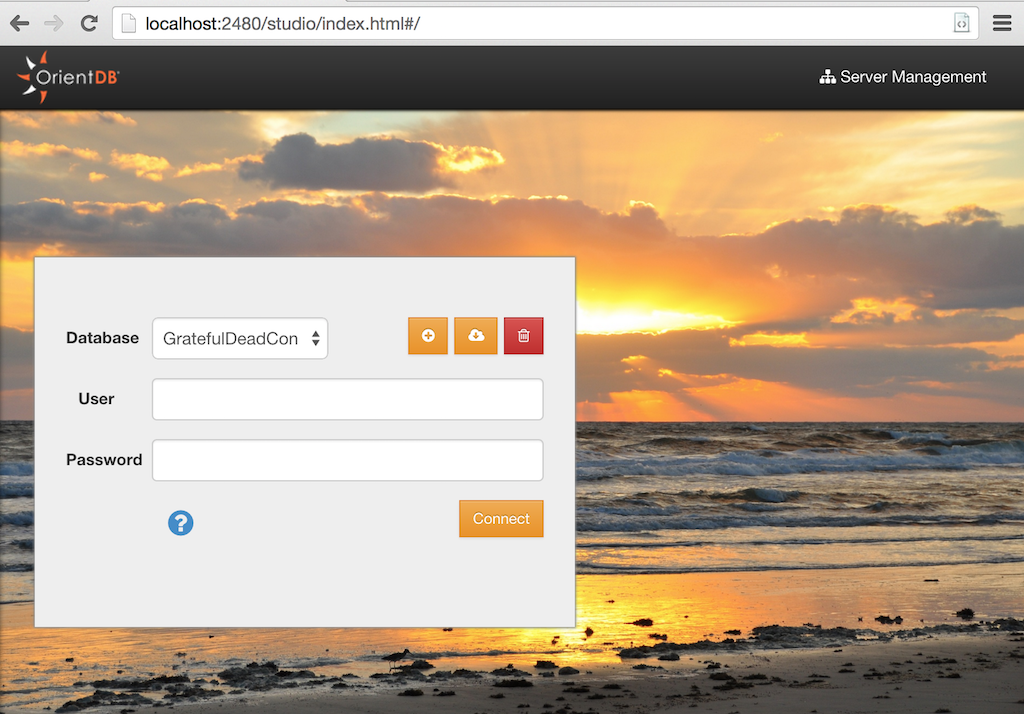 localhost:2480/studio/index.html#/
OrientDB
Server Management
Database
GratefulDeadCon
User
Password
?
Connect